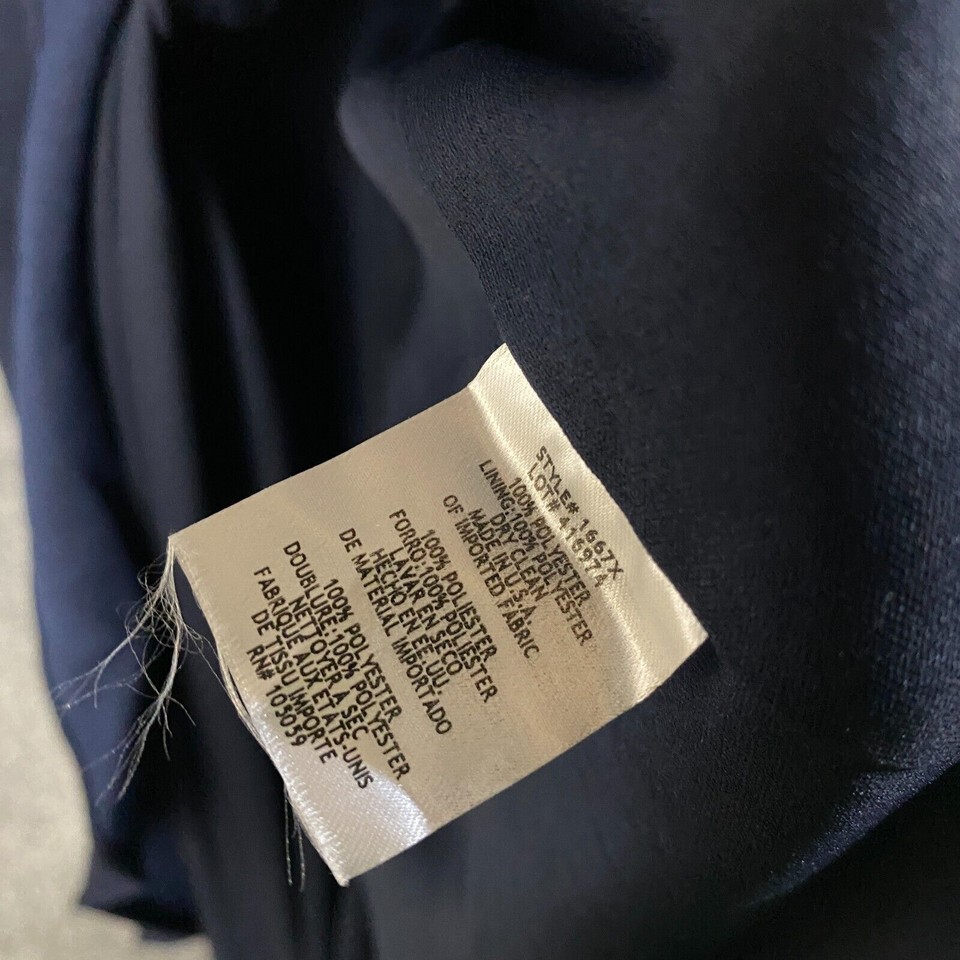 STYLE# 1667X
LOT# 415974
100% POLYESTER
LINING:100% POLYESTER
DRY CLEAN
MADE IN U.S.A.
OF IMPORTED FABRIC
100% POLIESTER
FORRO:100% POLIESTER
LAVAR EN SECO
HECHO EN EE.UU.
DE MATERIAL IMPORTADO
100% POLYESTER
DOUBLURE:100% POLYESTER
NETTOYER A SEC
FABRIQUE AUX ETATS-UNIS
DE TISSU IMPORTE
RN# 105059